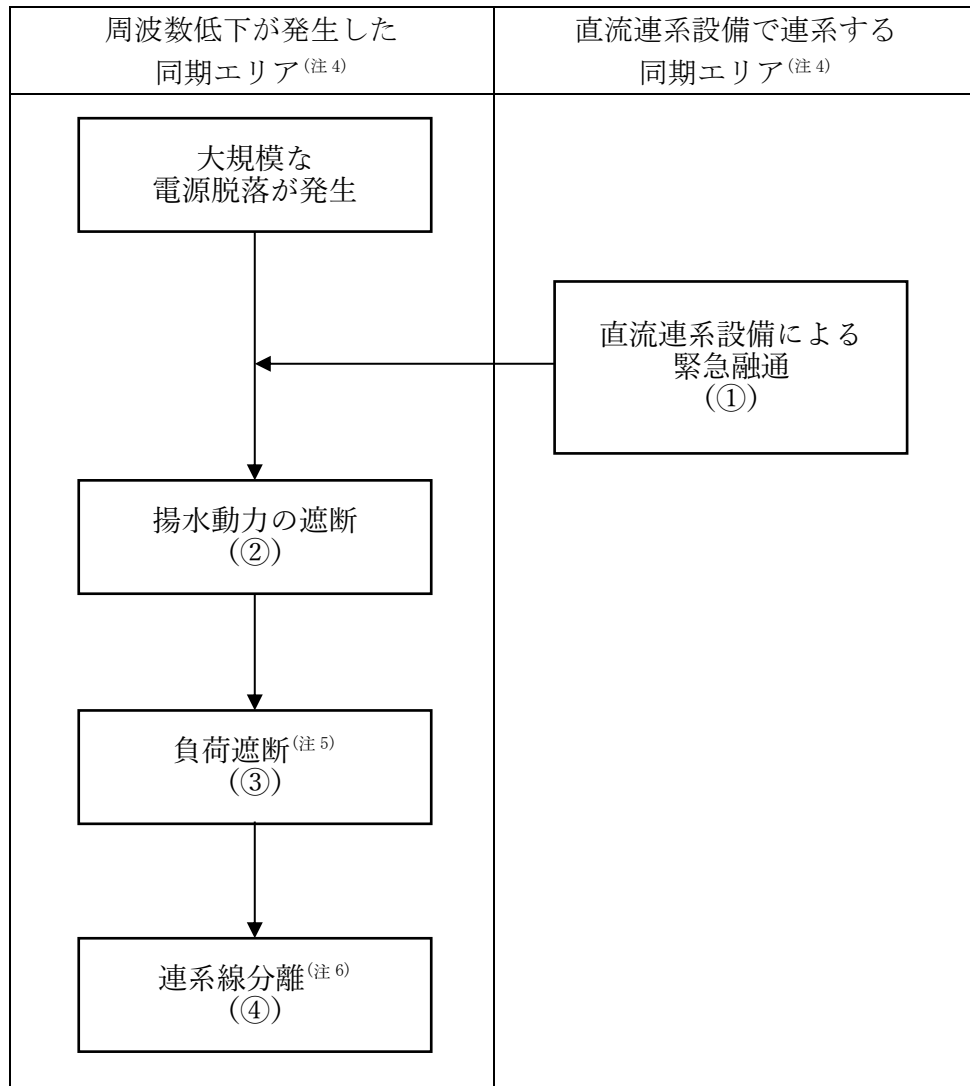 周波数低下が発生した
同期エリア(注4)
直流連系設備で連系する
同期エリア(注4)
大規模な
電源脱落が発生
直流連系設備による
緊急融通
(①)
揚水動力の遮断
(②)
負荷遮断(注5)
(③)
連系線分離(注6)
(④)